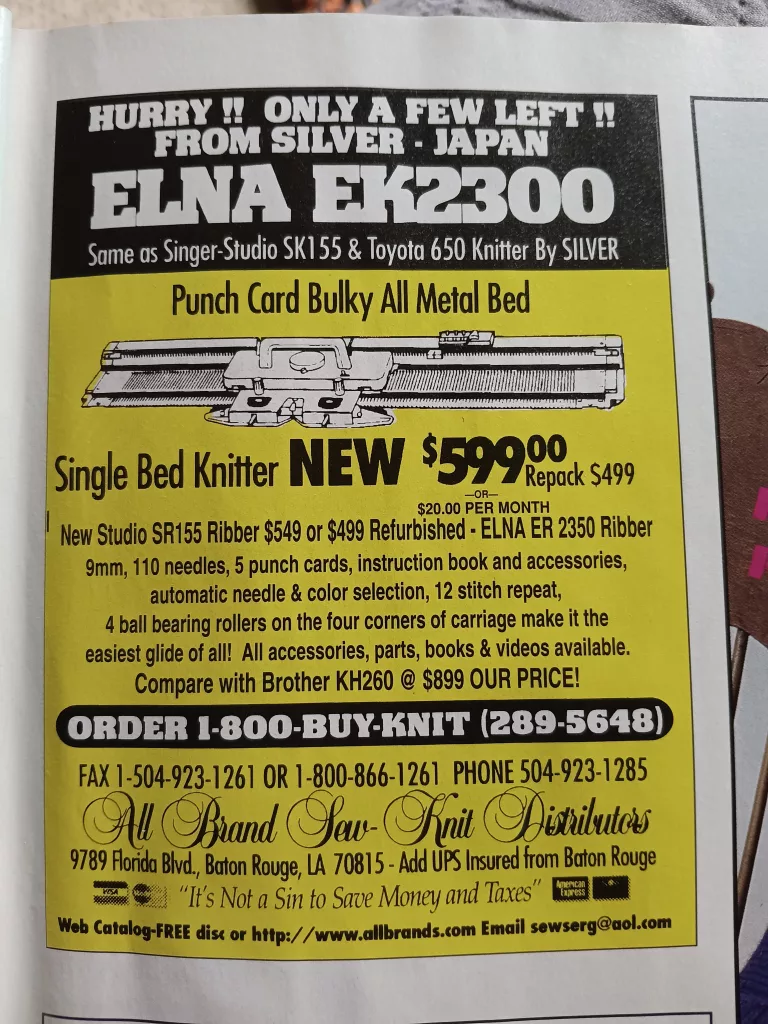 HURRY !! ONLY A FEW LEFT !!
FROM SILVER - JAPAN
ELNA EK2300
Same as Singer-Studio SK155 & Toyota 650 Knitter By SILVER
Punch Card Bulky All Metal Bed
Single Bed Knitter NEW $599⁰⁰
Repack $499
—OR—
$20.00 PER MONTH
New Studio SR155 Ribber $549 or $499 Refurbished - ELNA ER 2350 Ribber
9mm, 110 needles, 5 punch cards, instruction book and accessories,
automatic needle & color selection, 12 stitch repeat,
4 ball bearing rollers on the four corners of carriage make it the
easiest glide of all! All accessories, parts, books & videos available.
Compare with Brother KH260 @ $899 OUR PRICE!
ORDER 1-800-BUY-KNIT (289-5648)
FAX 1-504-923-1261 OR 1-800-866-1261 PHONE 504-923-1285
All Brand Sew-Knit Distributors
9789 Florida Blvd., Baton Rouge, LA 70815 - Add UPS Insured from Baton Rouge
VISA "It's Not a Sin to Save Money and Taxes" American Express
Web Catalog-FREE disc or http://www.allbrands.com Email sewserg@aol.com